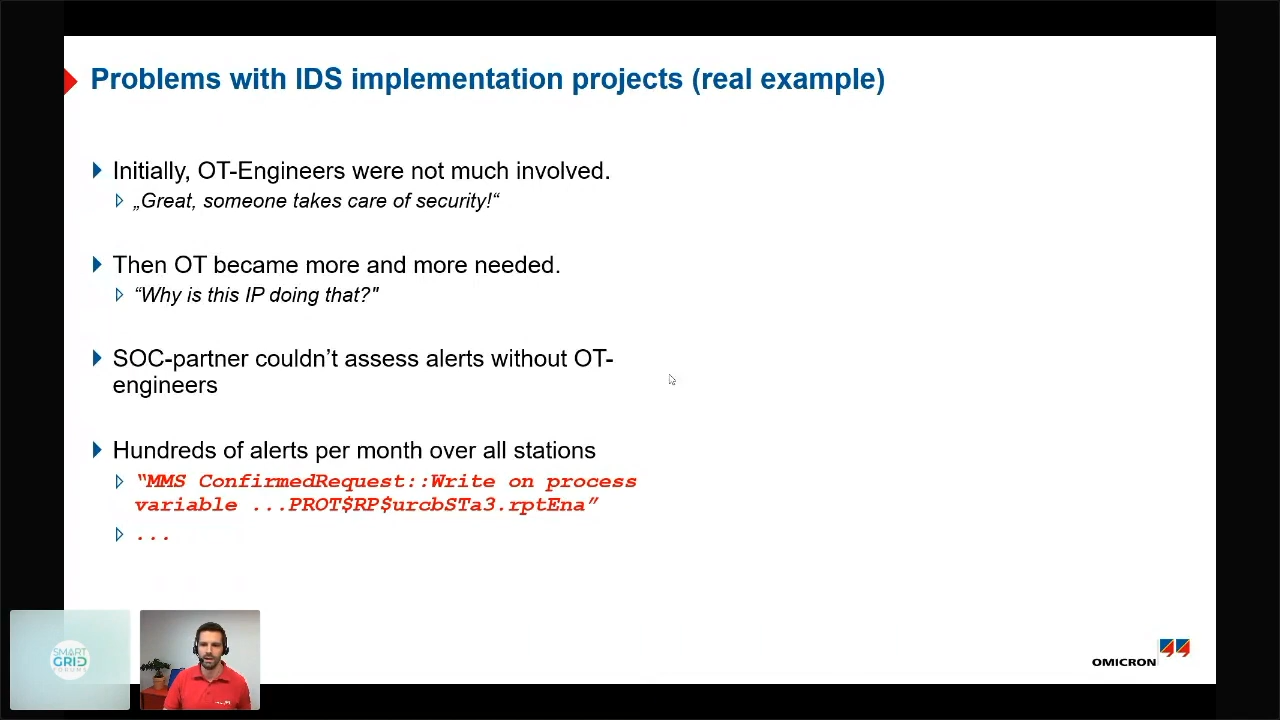 Problems with IDS implementation projects (real example)
Initially, OT-Engineers were not much involved.
„Great, someone takes care of security!“
Then OT became more and more needed.
“Why is this IP doing that?"
SOC-partner couldn’t assess alerts without OT-
engineers
Hundreds of alerts per month over all stations
“MMS ConfirmedRequest::Write on process
variable ...PROT$RP$urcbSTa3.rptEna”
...
SMART
GRID
FORUMS
OMICRON